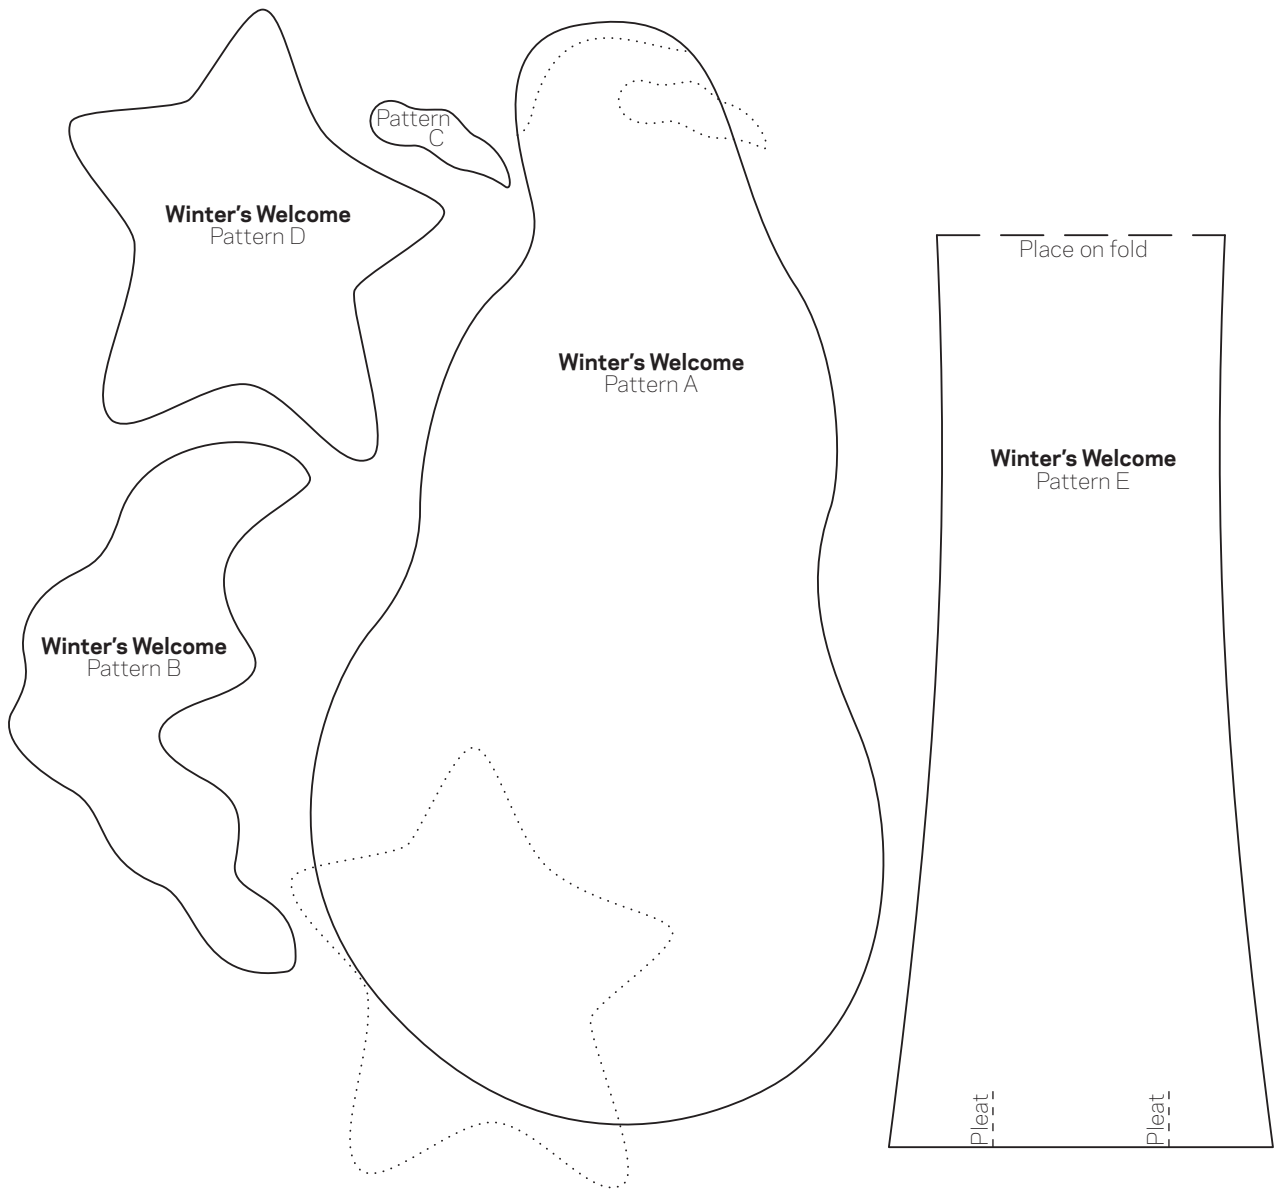 Pattern
C
Winter's Welcome
Pattern D
Place on fold
Winter's Welcome
Pattern A
Winter's Welcome
Pattern E
Winter's Welcome
Pattern B
Pleat
Pleat